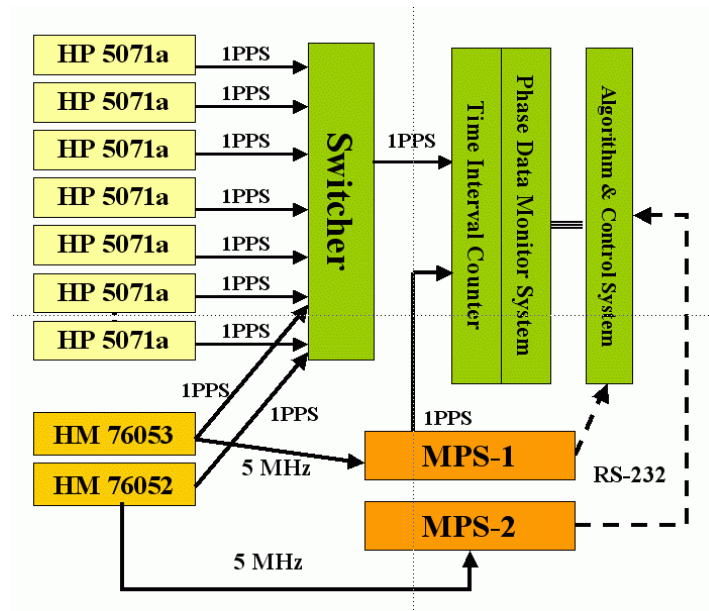 HP 5071a
1PPS
HP 5071a
1PPS
HP 5071a
1PPS
HP 5071a
1PPS
HP 5071a
1PPS
HP 5071a
1PPS
HP 5071a
1PPS
Switcher
1PPS
Time Interval Counter
Phase Data Monitor System
Algorithm & Control System
1PPS
1PPS
1PPS
HM 76053
HM 76052
5 MHz
MPS-1
RS-232
MPS-2
5 MHz